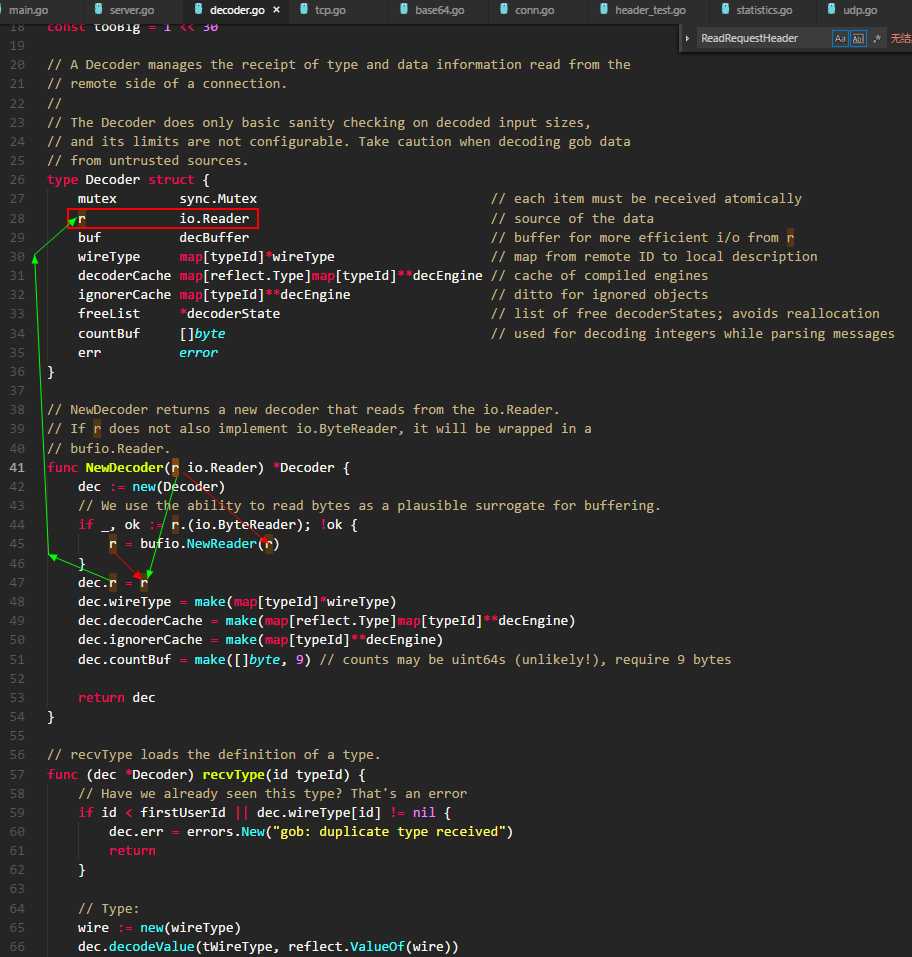 main.go server.go decoder.go × tcp.go base64.go conn.go header_test.go statistics.go udp.go
ReadRequestHeader Aa Abl .* 无结
18 const tooBig = 1 << 30
19
20 // A Decoder manages the receipt of type and data information read from the
21 // remote side of a connection.
22 //
23 // The Decoder does only basic sanity checking on decoded input sizes,
24 // and its limits are not configurable. Take caution when decoding gob data
25 // from untrusted sources.
26 type Decoder struct {
27 mutex sync.Mutex // each item must be received atomically
28 r io.Reader // source of the data
29 buf decBuffer // buffer for more efficient i/o from r
30 wireType map[typeId]*wireType // map from remote ID to local description
31 decoderCache map[reflect.Type]map[typeId]**decEngine // cache of compiled engines
32 ignorerCache map[typeId]**decEngine // ditto for ignored objects
33 freeList *decoderState // list of free decoderStates; avoids reallocation
34 countBuf []byte // used for decoding integers while parsing messages
35 err error
36 }
37
38 // NewDecoder returns a new decoder that reads from the io.Reader.
39 // If r does not also implement io.ByteReader, it will be wrapped in a
40 // bufio.Reader.
41 func NewDecoder(r io.Reader) *Decoder {
42 dec := new(Decoder)
43 // We use the ability to read bytes as a plausible surrogate for buffering.
44 if _, ok := r.(io.ByteReader); !ok {
45 r = bufio.NewReader(r)
46 }
47 dec.r = r
48 dec.wireType = make(map[typeId]*wireType)
49 dec.decoderCache = make(map[reflect.Type]map[typeId]**decEngine)
50 dec.ignorerCache = make(map[typeId]**decEngine)
51 dec.countBuf = make([]byte, 9) // counts may be uint64s (unlikely!), require 9 bytes
52
53 return dec
54 }
55
56 // recvType loads the definition of a type.
57 func (dec *Decoder) recvType(id typeId) {
58 // Have we already seen this type? That's an error
59 if id < firstUserId || dec.wireType[id] != nil {
60 dec.err = errors.New("gob: duplicate type received")
61 return
62 }
63
64 // Type:
65 wire := new(wireType)
66 dec.decodeValue(tWireType, reflect.ValueOf(wire))